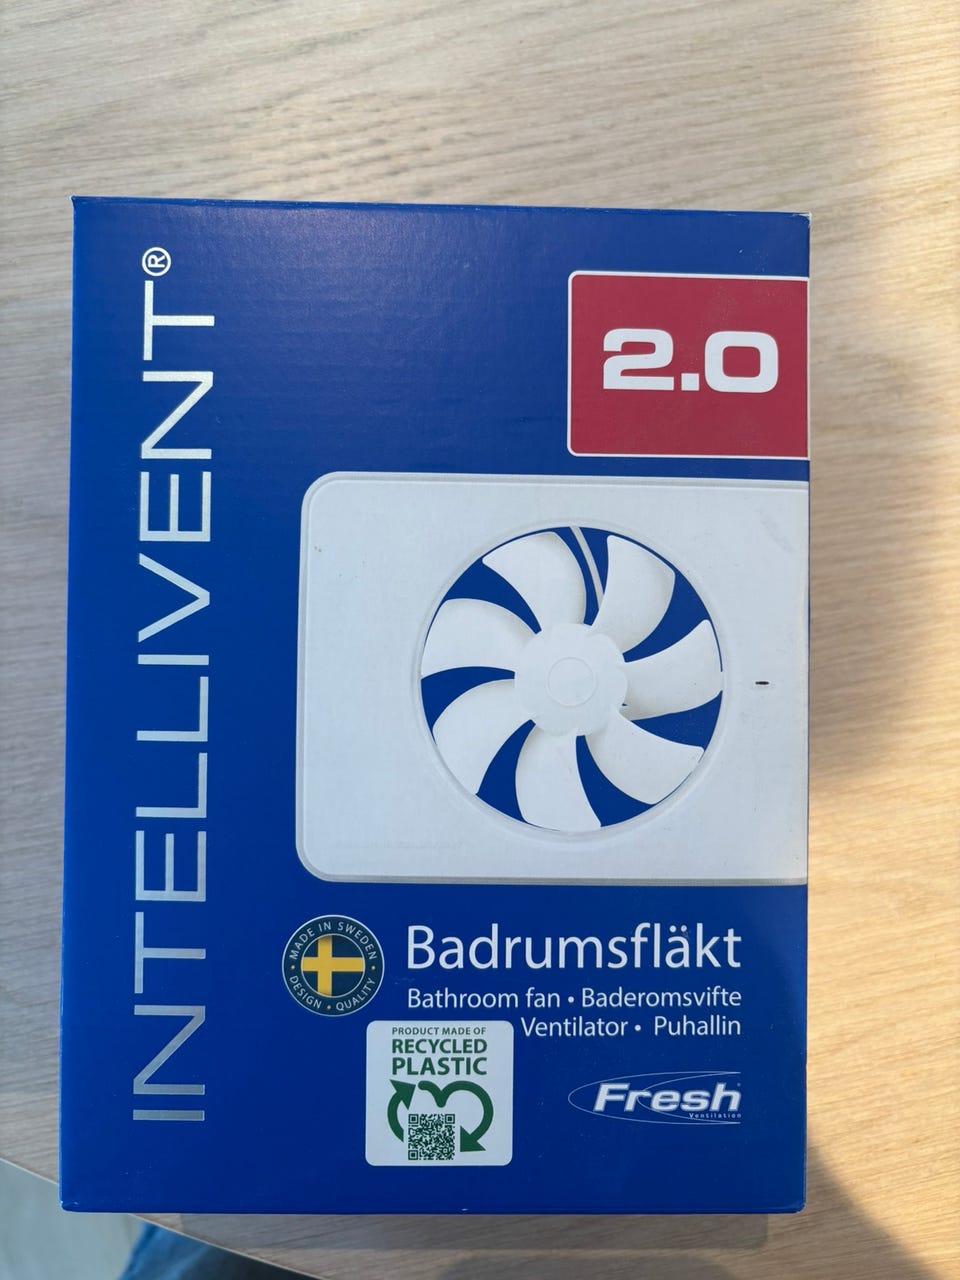 INTELLIVENT®
2.0
MADE IN SWEDEN
DESIGN • QUALITY
Badrumsfläkt
Bathroom fan • Baderomsvifte
Ventilator • Puhallin
PRODUCT MADE OF
RECYCLED
PLASTIC
Fresh
Ventilation